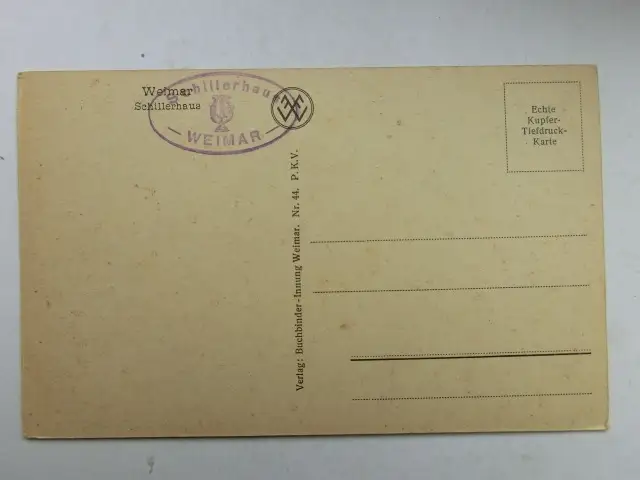 Weimar
Schillerhaus
Schillerhaus
WEIMAR
Echte
Kupfer-
Tiefdruck-
Karte
Verlag: Buchbinder-Innung Weimar. Nr. 44. P. K. V.